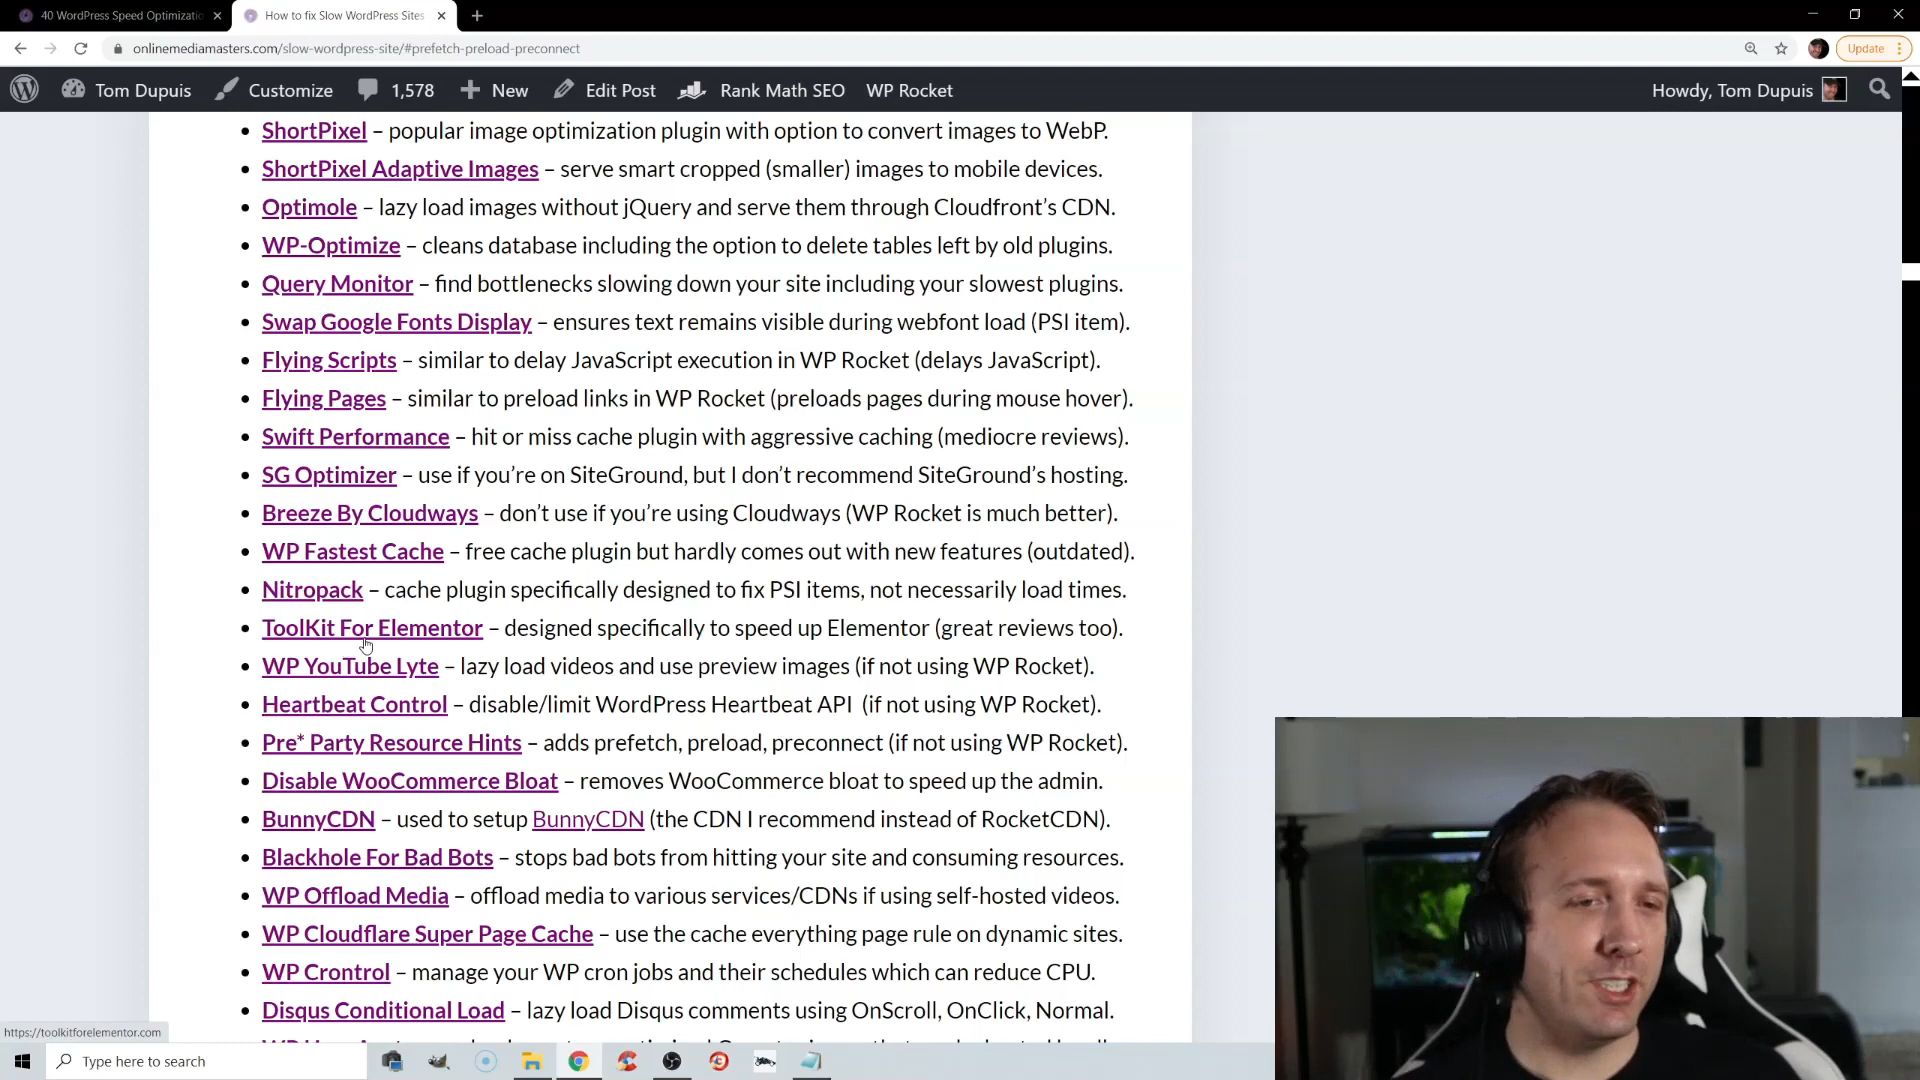 40 WordPress Speed Optimizatio
How to fix Slow WordPress Sites
onlinemediamasters.com/slow-wordpress-site/#prefetch-preload-preconnect
Update
Tom Dupuis
Customize
1,578
New
Edit Post
Rank Math SEO
WP Rocket
Howdy, Tom Dupuis
• ShortPixel – popular image optimization plugin with option to convert images to WebP.
• ShortPixel Adaptive Images – serve smart cropped (smaller) images to mobile devices.
• Optimole – lazy load images without jQuery and serve them through Cloudfront's CDN.
• WP-Optimize – cleans database including the option to delete tables left by old plugins.
• Query Monitor – find bottlenecks slowing down your site including your slowest plugins.
• Swap Google Fonts Display – ensures text remains visible during webfont load (PSI item).
• Flying Scripts – similar to delay JavaScript execution in WP Rocket (delays JavaScript).
• Flying Pages – similar to preload links in WP Rocket (preloads pages during mouse hover).
• Swift Performance – hit or miss cache plugin with aggressive caching (mediocre reviews).
• SG Optimizer – use if you're on SiteGround, but I don't recommend SiteGround's hosting.
• Breeze By Cloudways – don't use if you're using Cloudways (WP Rocket is much better).
• WP Fastest Cache – free cache plugin but hardly comes out with new features (outdated).
• Nitropack – cache plugin specifically designed to fix PSI items, not necessarily load times.
• ToolKit For Elementor – designed specifically to speed up Elementor (great reviews too).
• WP YouTube Lyte – lazy load videos and use preview images (if not using WP Rocket).
• Heartbeat Control – disable/limit WordPress Heartbeat API (if not using WP Rocket).
• Pre* Party Resource Hints – adds prefetch, preload, preconnect (if not using WP Rocket).
• Disable WooCommerce Bloat – removes WooCommerce bloat to speed up the admin.
• BunnyCDN – used to setup BunnyCDN (the CDN I recommend instead of RocketCDN).
• Blackhole For Bad Bots – stops bad bots from hitting your site and consuming resources.
• WP Offload Media – offload media to various services/CDNs if using self-hosted videos.
• WP Cloudflare Super Page Cache – use the cache everything page rule on dynamic sites.
• WP Crontrol – manage your WP cron jobs and their schedules which can reduce CPU.
• Disqus Conditional Load – lazy load Disqus comments using OnScroll, OnClick, Normal.
https://toolkitforelementor.com
Type here to search